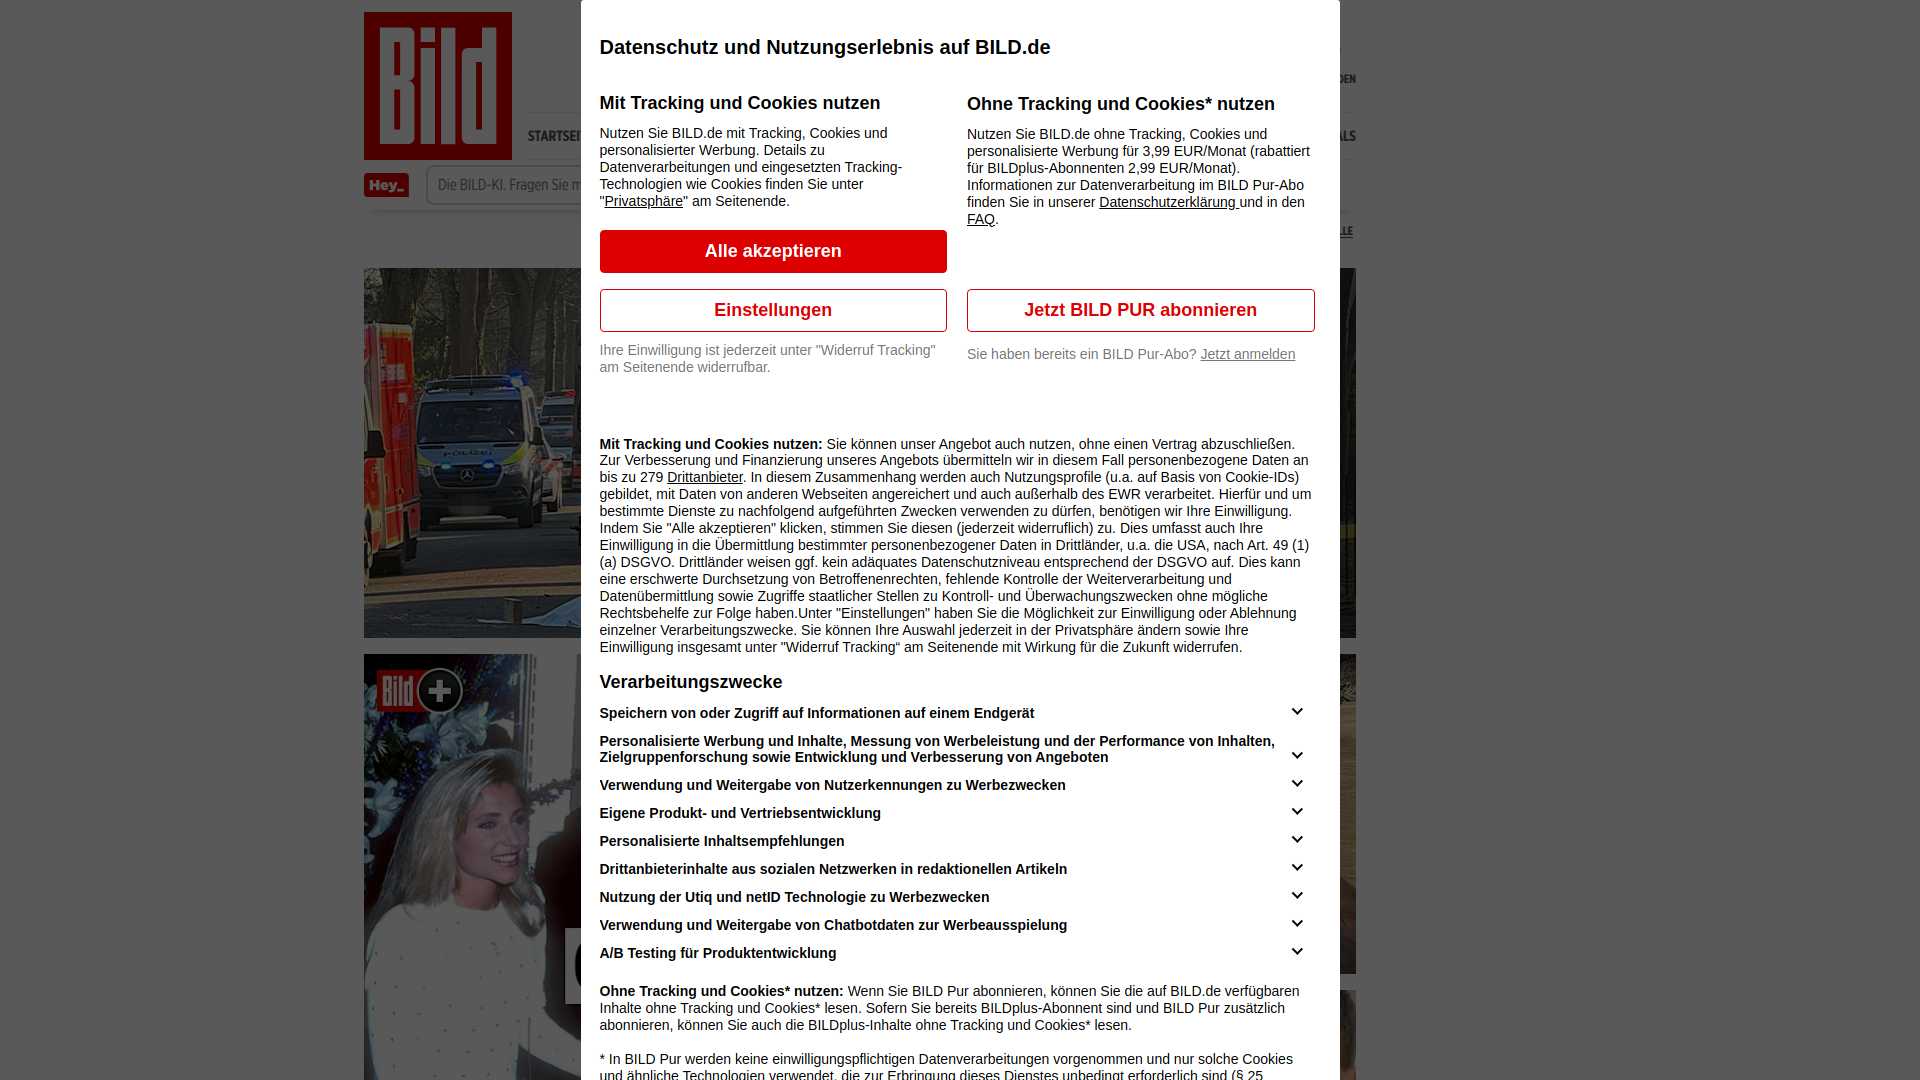 Bild
DEN
STARTSEI
ALS
Hey_
Die BILD-KI. Fragen Sie m
LLE
Datenschutz und Nutzungserlebnis auf BILD.de
Mit Tracking und Cookies nutzen
Nutzen Sie BILD.de mit Tracking, Cookies und
personalisierter Werbung. Details zu
Datenverarbeitungen und eingesetzten Tracking-
Technologien wie Cookies finden Sie unter
"Privatsphäre" am Seitenende.
Alle akzeptieren
Einstellungen
Ihre Einwilligung ist jederzeit unter "Widerruf Tracking"
am Seitenende widerrufbar.
Ohne Tracking und Cookies* nutzen
Nutzen Sie BILD.de ohne Tracking, Cookies und
personalisierte Werbung für 3,99 EUR/Monat (rabattiert
für BILDplus-Abonnenten 2,99 EUR/Monat).
Informationen zur Datenverarbeitung im BILD Pur-Abo
finden Sie in unserer Datenschutzerklärung und in den
FAQ.
Jetzt BILD PUR abonnieren
Sie haben bereits ein BILD Pur-Abo? Jetzt anmelden
POLIZEI
Mit Tracking und Cookies nutzen: Sie können unser Angebot auch nutzen, ohne einen Vertrag abzuschließen.
Zur Verbesserung und Finanzierung unseres Angebots übermitteln wir in diesem Fall personenbezogene Daten an
bis zu 279 Drittanbieter. In diesem Zusammenhang werden auch Nutzungsprofile (u.a. auf Basis von Cookie-IDs)
gebildet, mit Daten von anderen Webseiten angereichert und auch außerhalb des EWR verarbeitet. Hierfür und um
bestimmte Dienste zu nachfolgend aufgeführten Zwecken verwenden zu dürfen, benötigen wir Ihre Einwilligung.
Indem Sie "Alle akzeptieren" klicken, stimmen Sie diesen (jederzeit widerruflich) zu. Dies umfasst auch Ihre
Einwilligung in die Übermittlung bestimmter personenbezogener Daten in Drittländer, u.a. die USA, nach Art. 49 (1)
(a) DSGVO. Drittländer weisen ggf. kein adäquates Datenschutzniveau entsprechend der DSGVO auf. Dies kann
eine erschwerte Durchsetzung von Betroffenenrechten, fehlende Kontrolle der Weiterverarbeitung und
Datenübermittlung sowie Zugriffe staatlicher Stellen zu Kontroll- und Überwachungszwecken ohne mögliche
Rechtsbehelfe zur Folge haben.Unter "Einstellungen" haben Sie die Möglichkeit zur Einwilligung oder Ablehnung
einzelner Verarbeitungszwecke. Sie können Ihre Auswahl jederzeit in der Privatsphäre ändern sowie Ihre
Einwilligung insgesamt unter "Widerruf Tracking“ am Seitenende mit Wirkung für die Zukunft widerrufen.
Bild
Verarbeitungszwecke
Speichern von oder Zugriff auf Informationen auf einem Endgerät
Personalisierte Werbung und Inhalte, Messung von Werbeleistung und der Performance von Inhalten,
Zielgruppenforschung sowie Entwicklung und Verbesserung von Angeboten
Verwendung und Weitergabe von Nutzerkennungen zu Werbezwecken
Eigene Produkt- und Vertriebsentwicklung
Personalisierte Inhaltsempfehlungen
Drittanbieterinhalte aus sozialen Netzwerken in redaktionellen Artikeln
Nutzung der Utiq und netID Technologie zu Werbezwecken
Verwendung und Weitergabe von Chatbotdaten zur Werbeausspielung
A/B Testing für Produktentwicklung
Ohne Tracking und Cookies* nutzen: Wenn Sie BILD Pur abonnieren, können Sie die auf BILD.de verfügbaren
Inhalte ohne Tracking und Cookies* lesen. Sofern Sie bereits BILDplus-Abonnent sind und BILD Pur zusätzlich
abonnieren, können Sie auch die BILDplus-Inhalte ohne Tracking und Cookies* lesen.
* In BILD Pur werden keine einwilligungspflichtigen Datenverarbeitungen vorgenommen und nur solche Cookies
und ähnliche Technologien verwendet, die zur Erbringung dieses Dienstes unbedingt erforderlich sind (§ 25